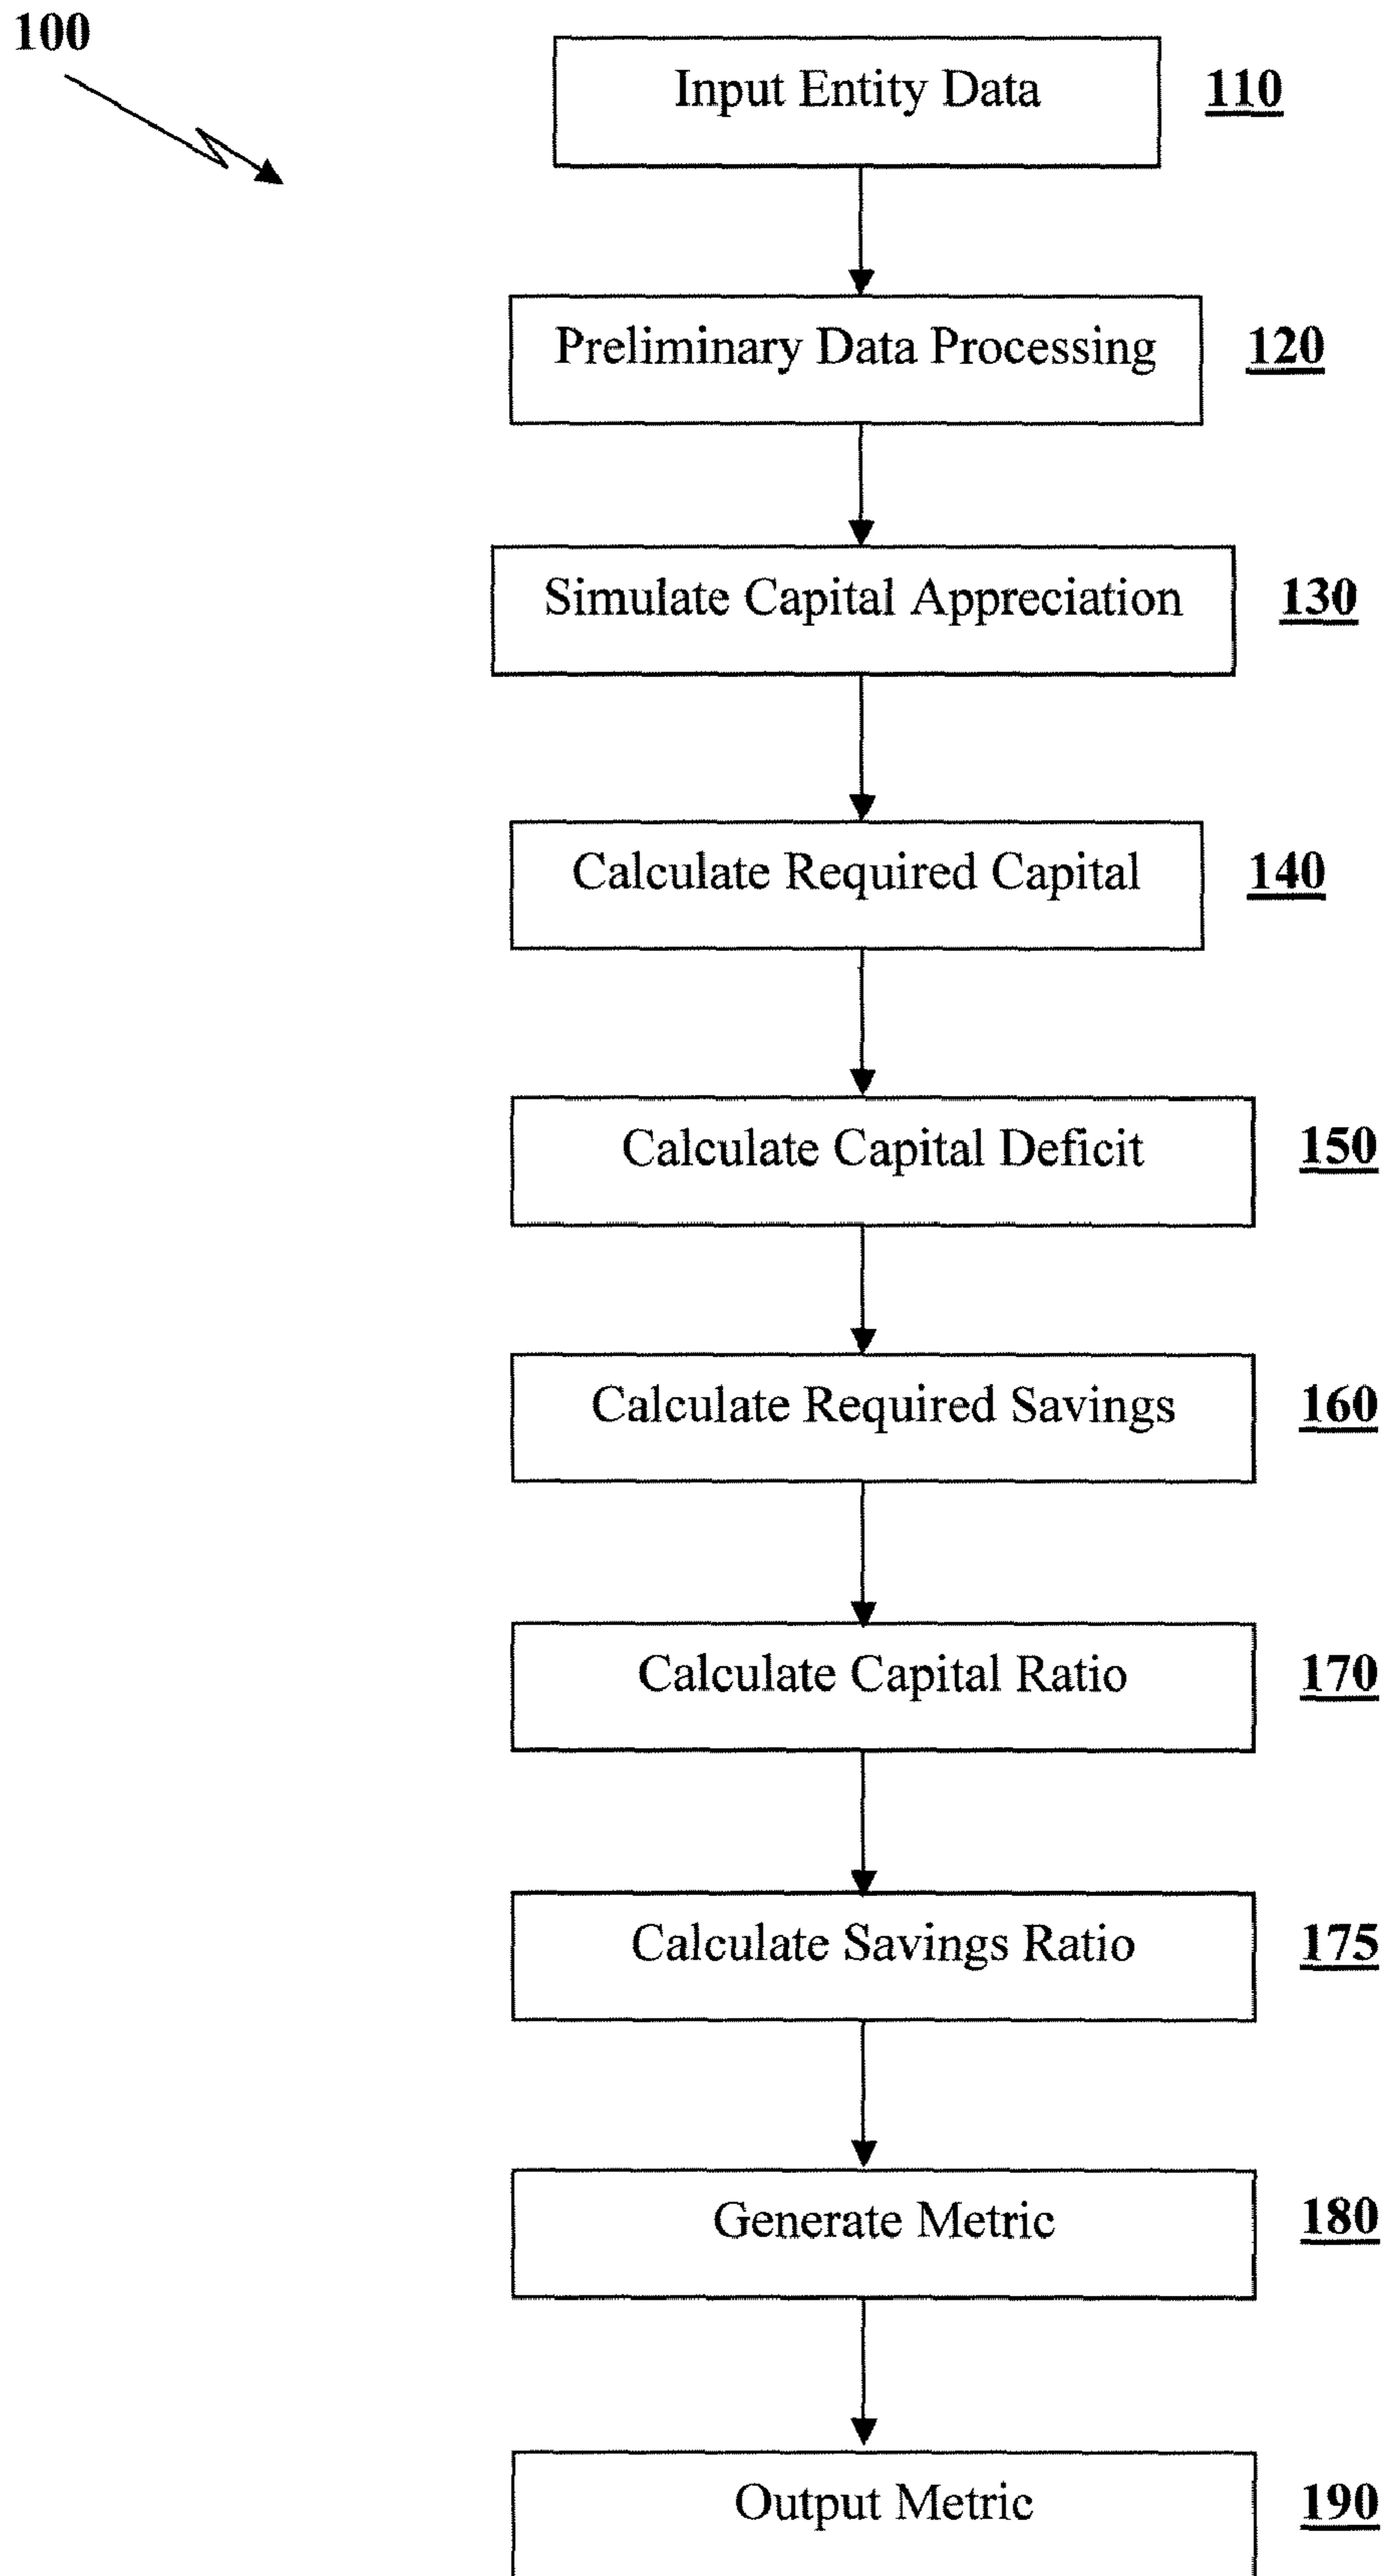 100
Input Entity Data 110
Preliminary Data Processing 120
Simulate Capital Appreciation 130
Calculate Required Capital 140
Calculate Capital Deficit 150
Calculate Required Savings 160
Calculate Capital Ratio 170
Calculate Savings Ratio 175
Generate Metric 180
Output Metric 190